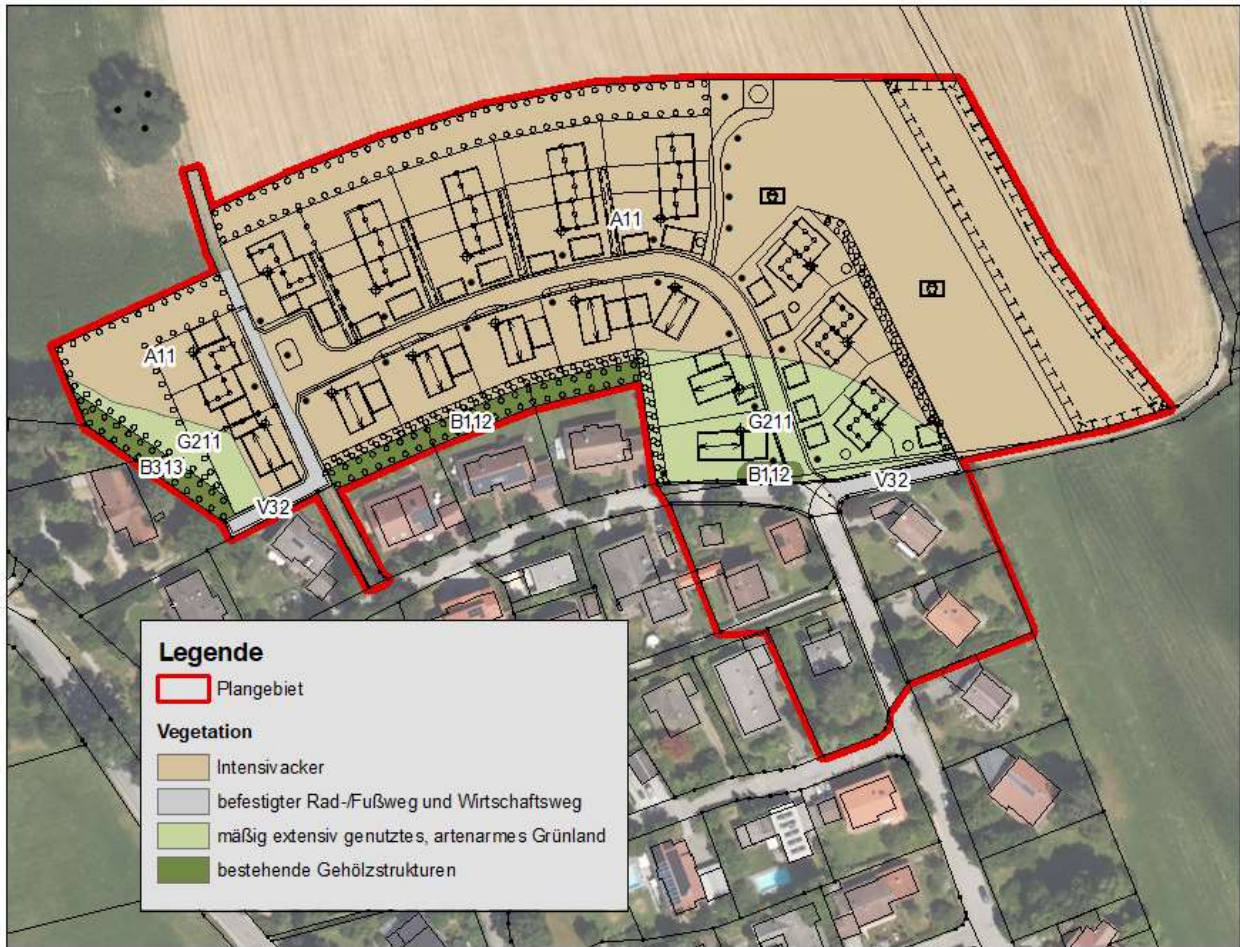 A11
A11
G211
B112
G211
B313
B112
V32
V32
Legende
Plangebiet
Vegetation
Intensivacker
befestigter Rad-/Fußweg und Wirtschaftsweg
mäßig extensiv genutztes, artenarmes Grünland
bestehende Gehölzstrukturen